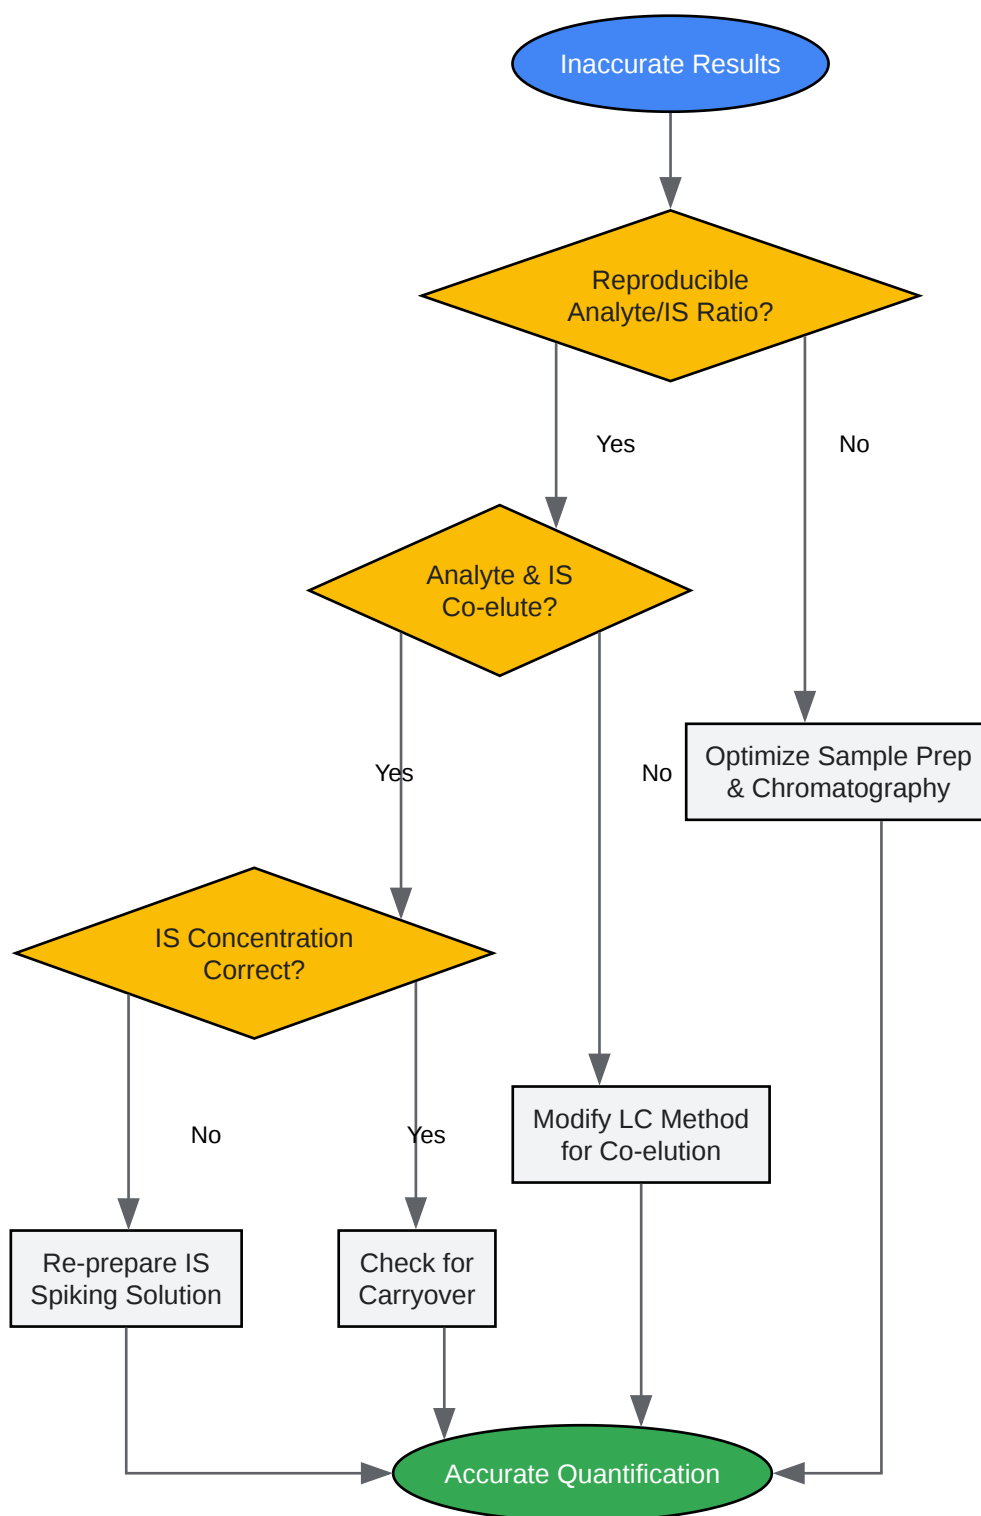 Inaccurate Results
Reproducible
Analyte/IS Ratio?
Yes
No
Analyte & IS
Co-elute?
Yes
No
Optimize Sample Prep
& Chromatography
IS Concentration
Correct?
No
Yes
Modify LC Method
for Co-elution
Re-prepare IS
Spiking Solution
Check for
Carryover
Accurate Quantification